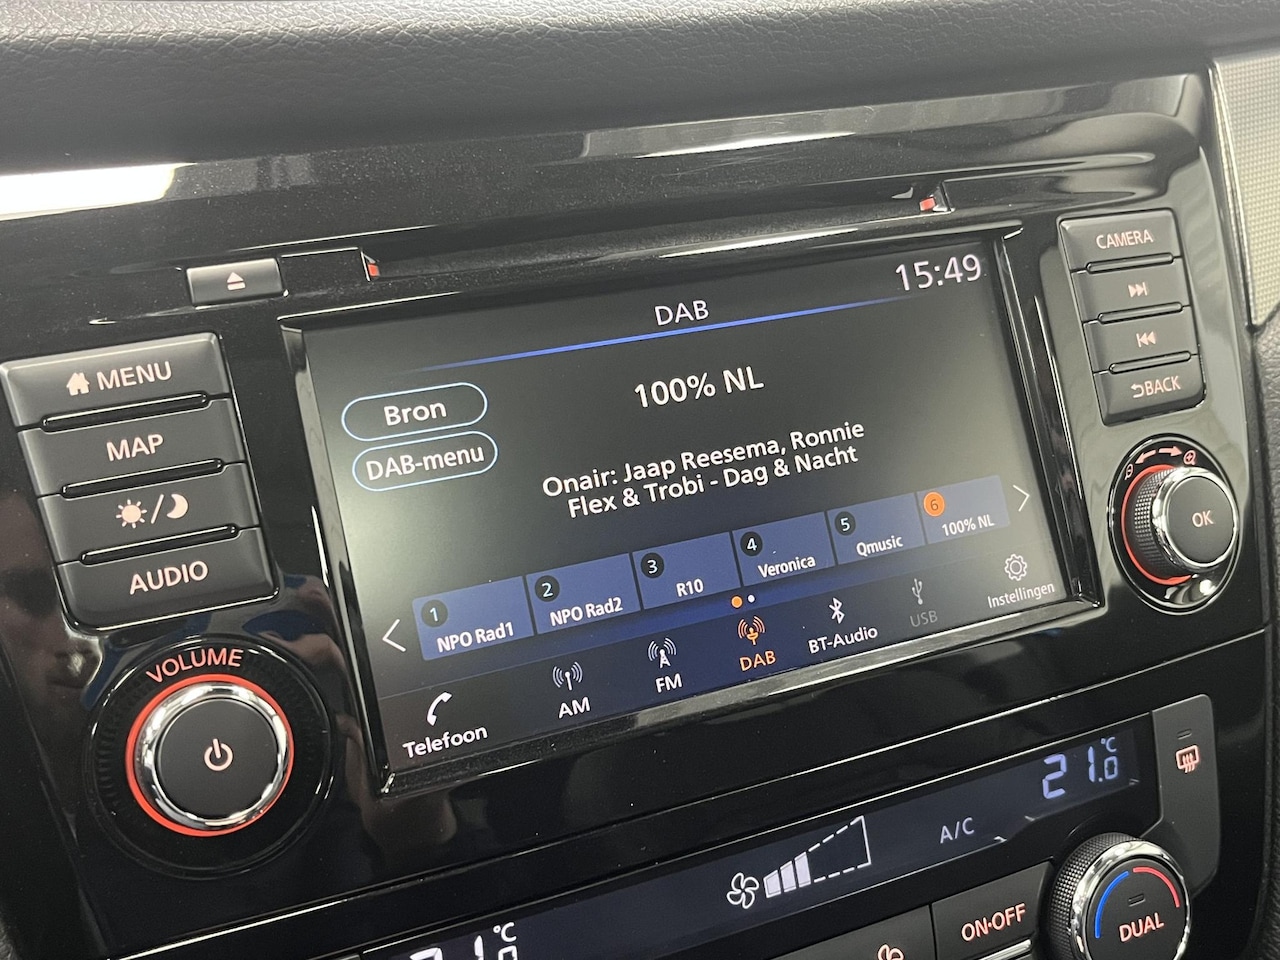 MENU
MAP
AUDIO
VOLUME
DAB
15:49
Bron
DAB-menu
100% NL
Onair: Jaap Reesema, Ronnie
Flex & Trobi - Dag & Nacht
1 NPO Rad1
2 NPO Rad2
3 R10
4 Veronica
5 Qmusic
6 100% NL
Telefoon
AM
FM
DAB
BT-Audio
USB
Instellingen
CAMERA
BACK
OK
21.0 °C
A/C
°C
ON·OFF
DUAL